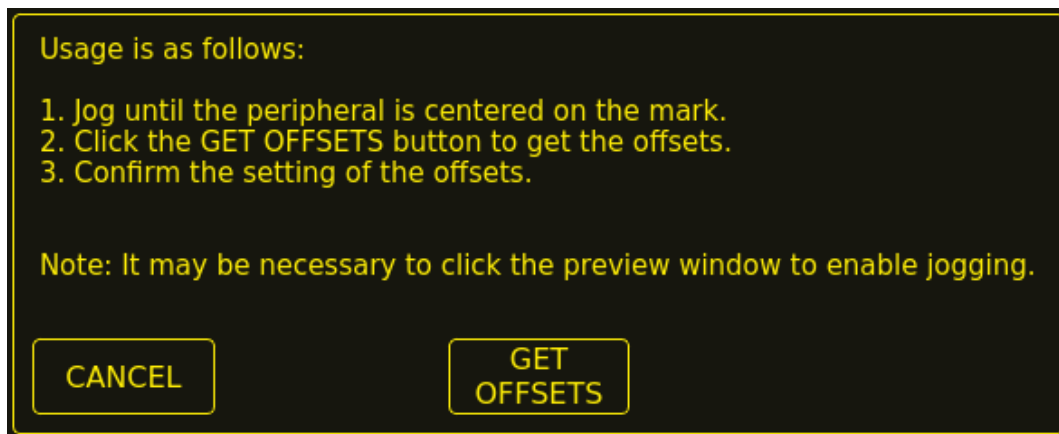 Usage is as follows:
1. Jog until the peripheral is centered on the mark.
2. Click the GET OFFSETS button to get the offsets.
3. Confirm the setting of the offsets.
Note: It may be necessary to click the preview window to enable jogging.
CANCEL
GET
OFFSETS